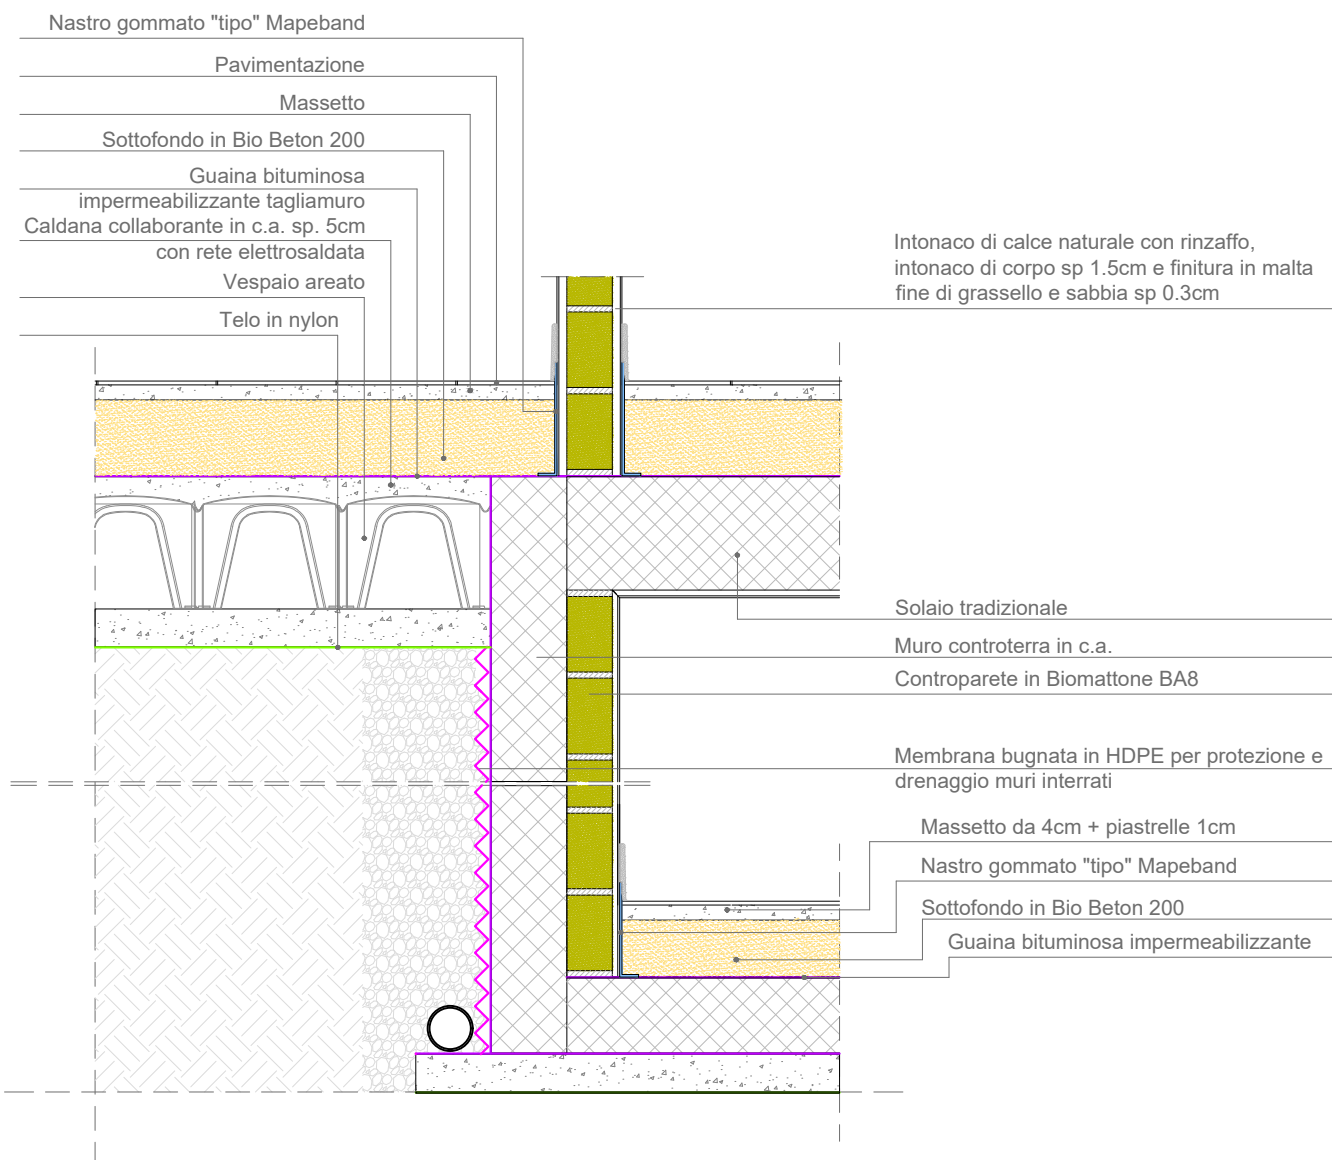 Nastro gommato "tipo" Mapeband
Pavimentazione
Massetto
Sottofondo in Bio Beton 200
Guaina bituminosa
impermeabilizzante tagliamuro
Caldana collaborante in c.a. sp. 5cm
con rete elettrosaldata
Vespaio areato
Telo in nylon
Intonaco di calce naturale con rinzaffo,
intonaco di corpo sp 1.5cm e finitura in malta
fine di grassello e sabbia sp 0.3cm
Solaio tradizionale
Muro controterra in c.a.
Controparete in Biomattone BA8
Membrana bugnata in HDPE per protezione e
drenaggio muri interrati
Massetto da 4cm + piastrelle 1cm
Nastro gommato "tipo" Mapeband
Sottofondo in Bio Beton 200
Guaina bituminosa impermeabilizzante